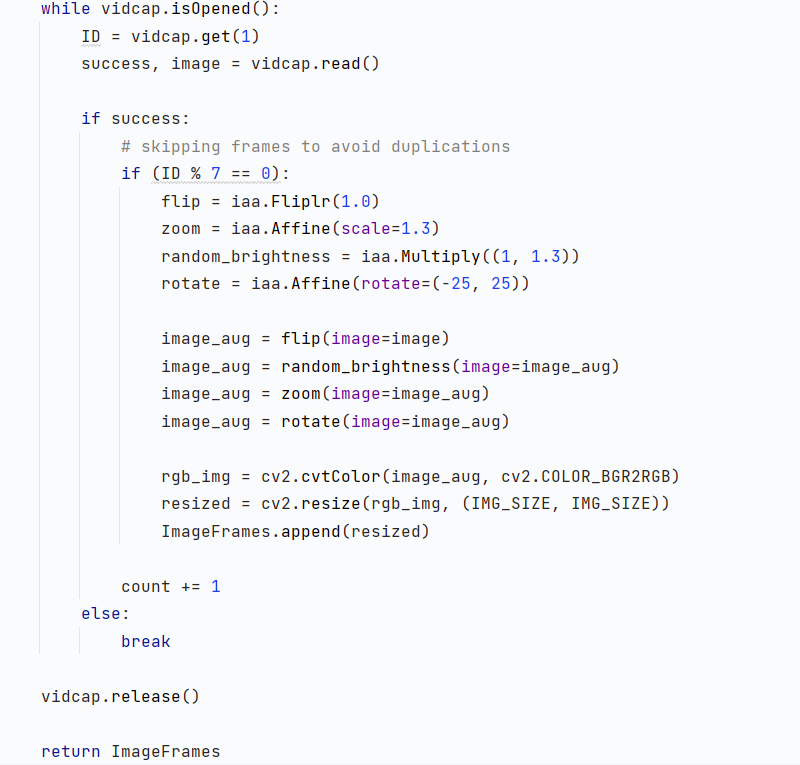 while vidcap.isOpened():
ID = vidcap.get(1)
success, image = vidcap.read()
if success:
# skipping frames to avoid duplications
if (ID % 7 == 0):
flip = iaa.Fliplr(1.0)
zoom = iaa.Affine(scale=1.3)
random_brightness = iaa.Multiply((1, 1.3))
rotate = iaa.Affine(rotate=(-25, 25))
image_aug = flip(image=image)
image_aug = random_brightness(image=image_aug)
image_aug = zoom(image=image_aug)
image_aug = rotate(image=image_aug)
rgb_img = cv2.cvtColor(image_aug, cv2.COLOR_BGR2RGB)
resized = cv2.resize(rgb_img, (IMG_SIZE, IMG_SIZE))
ImageFrames.append(resized)
count += 1
else:
break
vidcap.release()
return ImageFrames